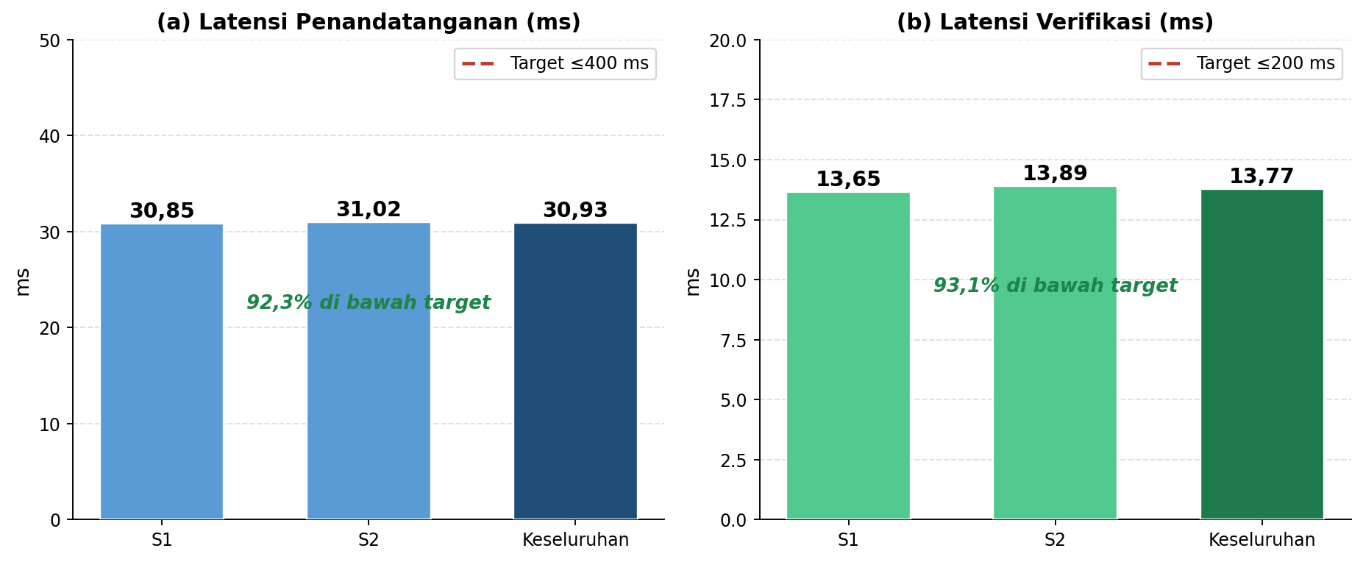 (a) Latensi Penandatanganan (ms)
50
40
30
20
10
0
ms
Target ≤400 ms
30,85
31,02
30,93
92,3% di bawah target
S1
S2
Keseluruhan
(b) Latensi Verifikasi (ms)
20.0
17.5
15.0
12.5
10.0
7.5
5.0
2.5
0.0
ms
Target ≤200 ms
13,65
13,89
13,77
93,1% di bawah target
S1
S2
Keseluruhan